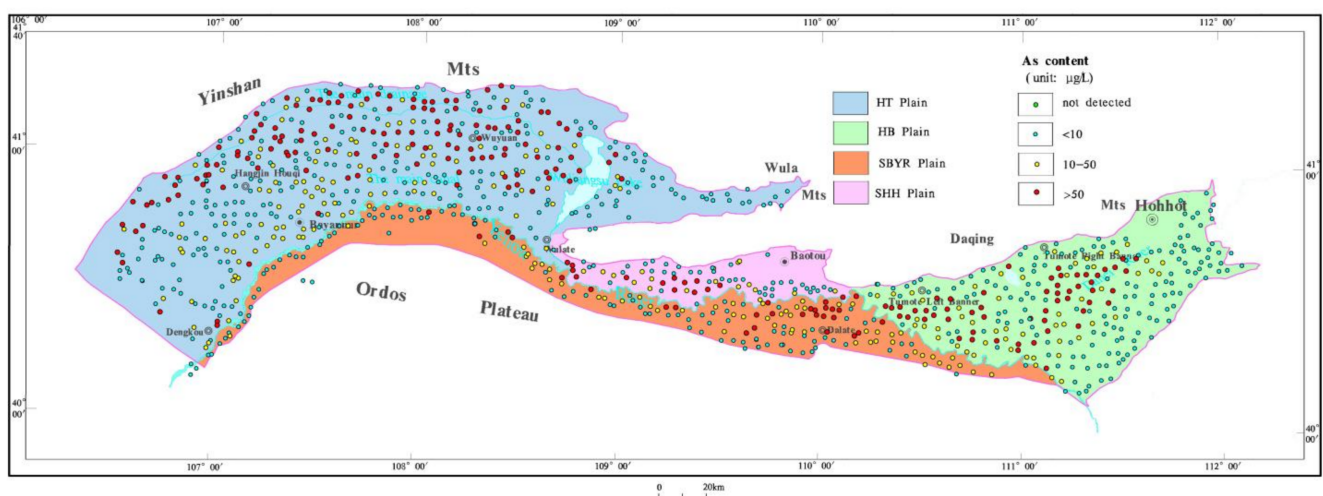 106° 00′
107° 00′
108° 00′
109° 00′
110° 00′
111° 00′
112° 00′
41°
40′
Yinshan
Mts
As content
(unit: μg/L)
HT Plain
not detected
HB Plain
<10
SBYR Plain
10-50
SHH Plain
>50
41°
00′
Wuyuan
Hangjin Houqi
Wula
Mts
41°
00′
Mts
Hohhot
Daqing
Baotou
Ordos
Plateau
Tumote Left Banner
Dengkou
Dalate
40°
00′
40°
00′
107° 00′
108° 00′
109° 00′
110° 00′
111° 00′
112° 00′
0 20km